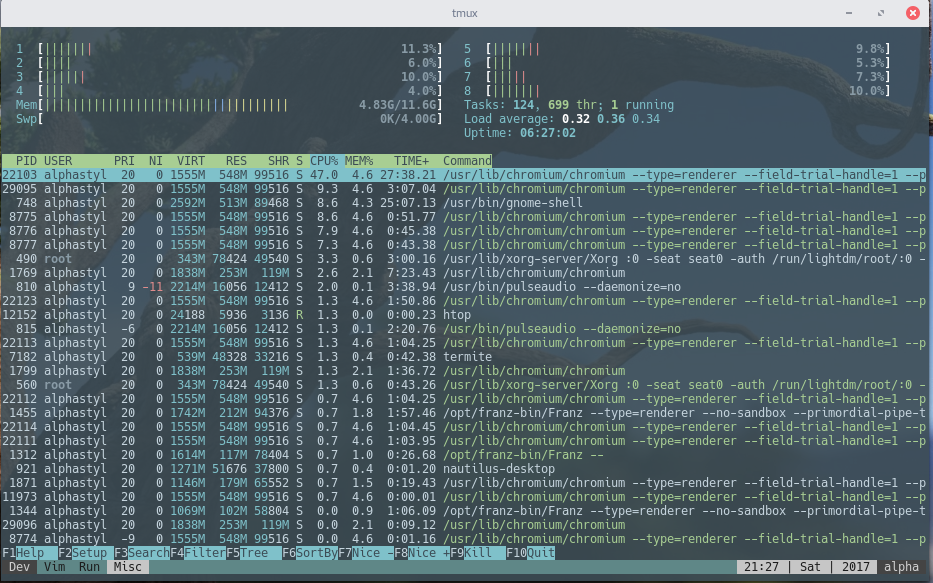 tmux
1 [||||||| 11.3%] 5 [||||||| 9.8%]
2 [|||| 6.0%] 6 [||| 5.3%]
3 [|||||| 10.0%] 7 [||||| 7.3%]
4 [||| 4.0%] 8 [||||||| 10.0%]
Mem[||||||||||||||||||||||||||||||||||| 4.83G/11.6G] Tasks: 124, 699 thr; 1 running
Swp[ 0K/4.00G] Load average: 0.32 0.36 0.34
Uptime: 06:27:02
PID USER PRI NI VIRT RES SHR S CPU% MEM% TIME+ Command
22103 alphastyl 20 0 1555M 548M 99516 S 47.0 4.6 27:38.21 /usr/lib/chromium/chromium --type=renderer --field-trial-handle=1 --p
29095 alphastyl 20 0 1555M 548M 99516 S 9.3 4.6 3:07.04 /usr/lib/chromium/chromium --type=renderer --field-trial-handle=1 --p
748 alphastyl 20 0 2592M 513M 89468 S 8.6 4.3 25:07.13 /usr/bin/gnome-shell
8775 alphastyl 20 0 1555M 548M 99516 S 8.6 4.6 0:51.77 /usr/lib/chromium/chromium --type=renderer --field-trial-handle=1 --p
8776 alphastyl 20 0 1555M 548M 99516 S 7.9 4.6 0:45.38 /usr/lib/chromium/chromium --type=renderer --field-trial-handle=1 --p
8777 alphastyl 20 0 1555M 548M 99516 S 7.3 4.6 0:43.38 /usr/lib/chromium/chromium --type=renderer --field-trial-handle=1 --p
490 root 20 0 343M 78424 49540 S 3.3 0.6 3:00.16 /usr/lib/xorg-server/Xorg :0 -seat seat0 -auth /run/lightdm/root/:0 -
1769 alphastyl 20 0 1838M 253M 119M S 2.6 2.1 7:23.43 /usr/lib/chromium/chromium
810 alphastyl 9 -11 2214M 16056 12412 S 2.0 0.1 3:38.94 /usr/bin/pulseaudio --daemonize=no
22123 alphastyl 20 0 1555M 548M 99516 S 1.3 4.6 1:50.86 /usr/lib/chromium/chromium --type=renderer --field-trial-handle=1 --p
12152 alphastyl 20 0 24188 5936 3136 R 1.3 0.0 0:00.23 htop
815 alphastyl -6 0 2214M 16056 12412 S 1.3 0.1 2:20.76 /usr/bin/pulseaudio --daemonize=no
22113 alphastyl 20 0 1555M 548M 99516 S 1.3 4.6 1:04.25 /usr/lib/chromium/chromium --type=renderer --field-trial-handle=1 --p
7182 alphastyl 20 0 539M 48328 33216 S 1.3 0.4 0:42.38 termite
1799 alphastyl 20 0 1838M 253M 119M S 1.3 2.1 1:36.72 /usr/lib/chromium/chromium
560 root 20 0 343M 78424 49540 S 1.3 0.6 0:43.26 /usr/lib/xorg-server/Xorg :0 -seat seat0 -auth /run/lightdm/root/:0 -
22112 alphastyl 20 0 1555M 548M 99516 S 0.7 4.6 1:04.25 /usr/lib/chromium/chromium --type=renderer --field-trial-handle=1 --p
1455 alphastyl 20 0 1742M 212M 94376 S 0.7 1.8 1:57.46 /opt/franz-bin/Franz --type=renderer --no-sandbox --primordial-pipe-t
22114 alphastyl 20 0 1555M 548M 99516 S 0.7 4.6 1:04.45 /usr/lib/chromium/chromium --type=renderer --field-trial-handle=1 --p
22111 alphastyl 20 0 1555M 548M 99516 S 0.7 4.6 1:03.95 /usr/lib/chromium/chromium --type=renderer --field-trial-handle=1 --p
1312 alphastyl 20 0 1614M 117M 78404 S 0.7 1.0 0:26.68 /opt/franz-bin/Franz --
921 alphastyl 20 0 1271M 51676 37800 S 0.7 0.4 0:01.20 nautilus-desktop
1871 alphastyl 20 0 1146M 179M 65552 S 0.7 1.5 0:19.43 /usr/lib/chromium/chromium --type=renderer --field-trial-handle=1 --p
11973 alphastyl 20 0 1555M 548M 99516 S 0.7 4.6 0:00.01 /usr/lib/chromium/chromium --type=renderer --field-trial-handle=1 --p
1344 alphastyl 20 0 1069M 102M 58804 S 0.0 0.9 1:06.09 /opt/franz-bin/Franz --type=renderer --no-sandbox --primordial-pipe-t
29096 alphastyl 20 0 1838M 253M 119M S 0.0 2.1 0:09.12 /usr/lib/chromium/chromium
8774 alphastyl -9 0 1555M 548M 99516 S 0.0 4.6 0:01.16 /usr/lib/chromium/chromium --type=renderer --field-trial-handle=1 --p
F1Help F2Setup F3SearchF4FilterF5Tree F6SortByF7Nice -F8Nice +F9Kill F10Quit
Dev Vim Run Misc 21:27 | Sat | 2017 alpha